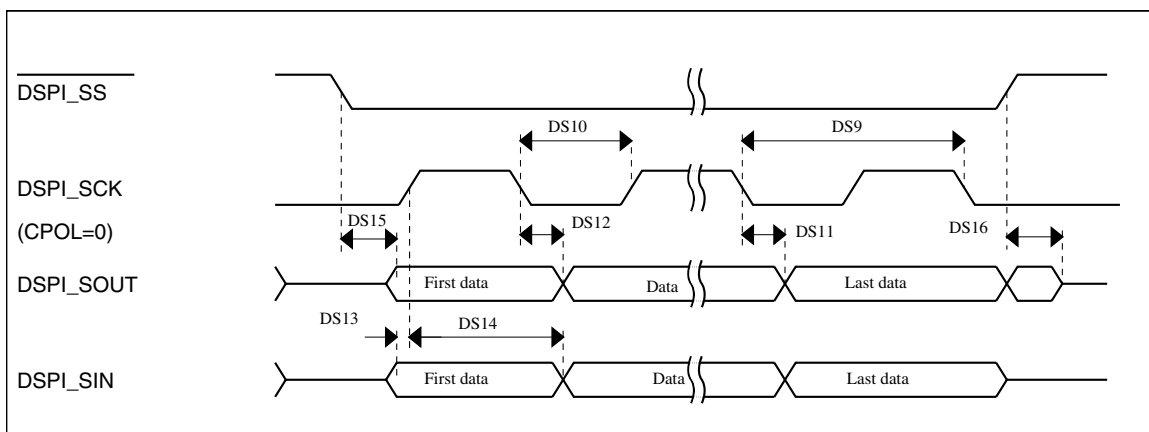 DSPI_SS
DS10
DS9
DSPI_SCK
DS15
DS12
DS11
DS16
(CPOL=0)
DSPI_SOUT
First data
Data
Last data
DS13
DS14
DSPI_SIN
First data
Data
Last data